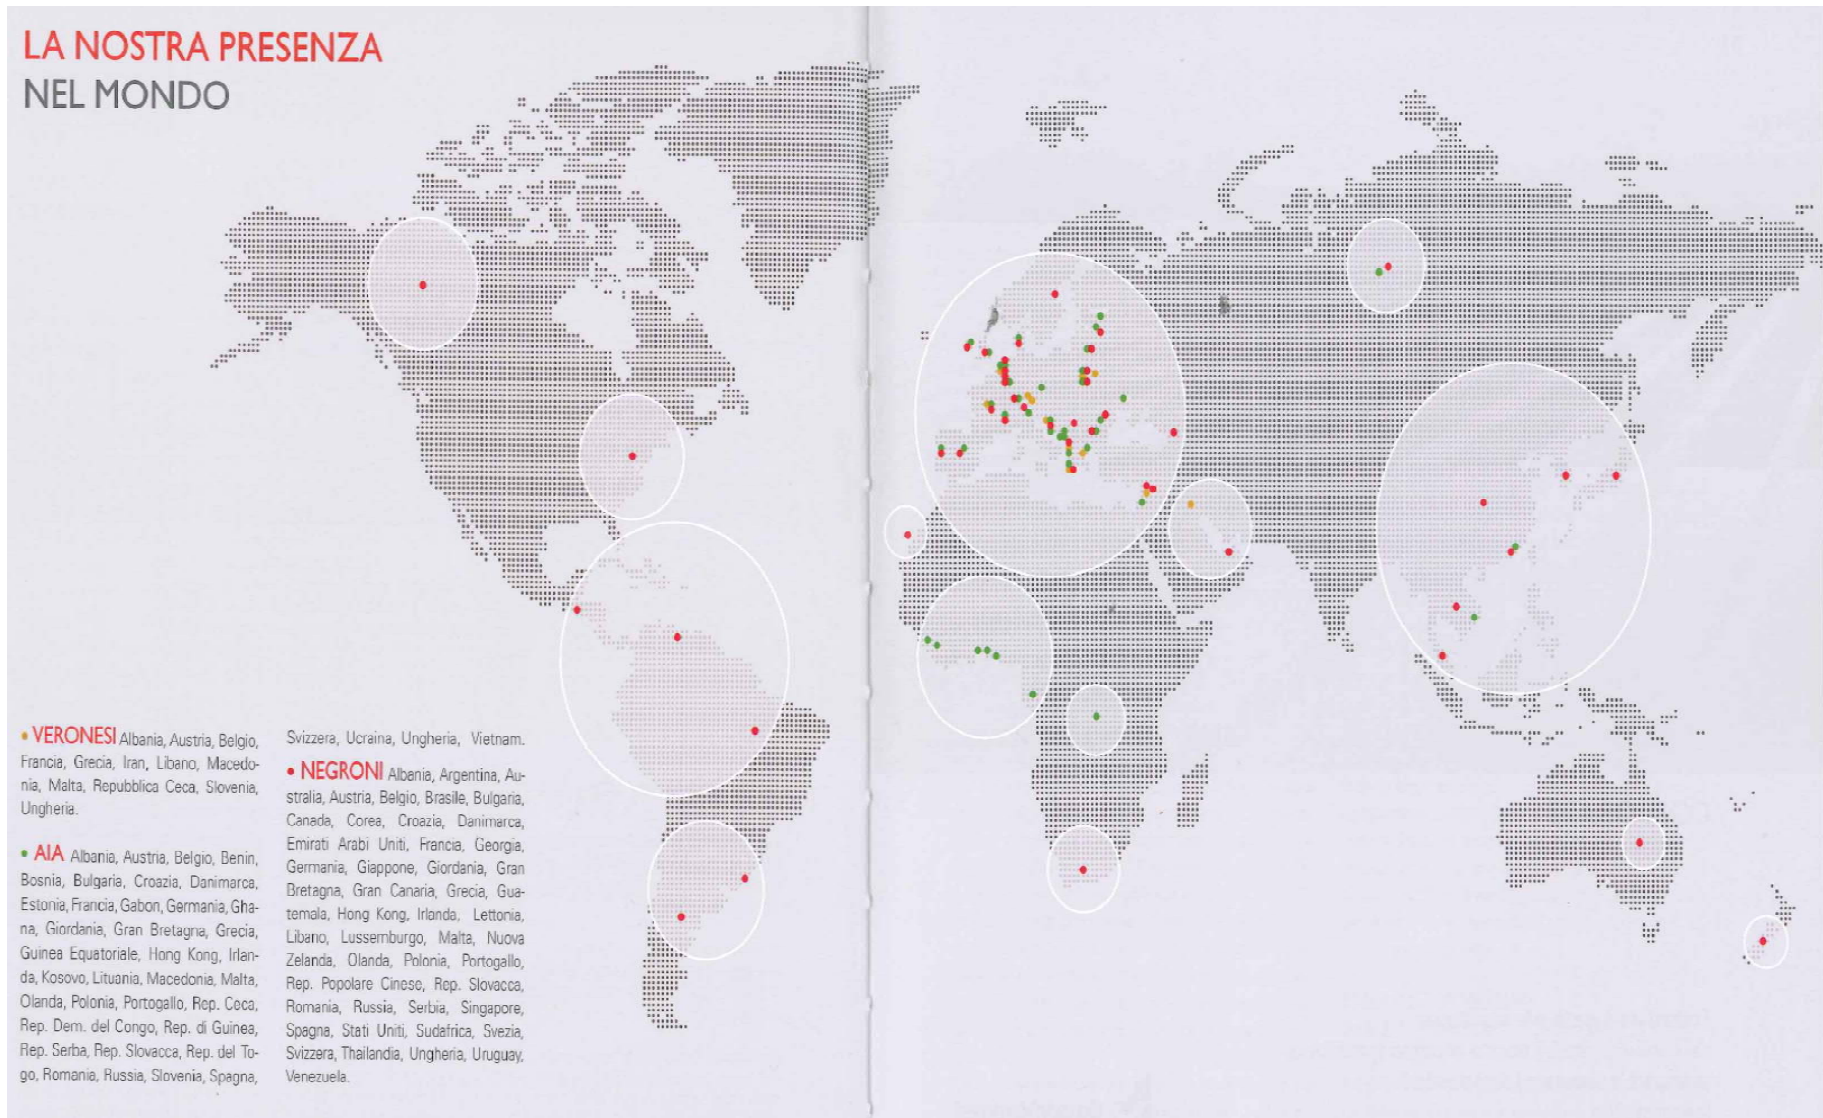 LA NOSTRA PRESENZA
NEL MONDO
• VERONESI Albania, Austria, Belgio,
Francia, Grecia, Iran, Libano, Macedo-
nia, Malta, Repubblica Ceca, Slovenia,
Ungheria.
• AIA Albania, Austria, Belgio, Benin,
Bosnia, Bulgaria, Croazia, Danimarca,
Estonia, Francia, Gabon, Germania, Gha-
na, Giordania, Gran Bretagna, Grecia,
Guinea Equatoriale, Hong Kong, Irlan-
da, Kosovo, Lituania, Macedonia, Malta,
Olanda, Polonia, Portogallo, Rep. Ceca,
Rep. Dem. del Congo, Rep. di Guinea,
Rep. Serba, Rep. Slovacca, Rep. del To-
go, Romania, Russia, Slovenia, Spagna,
Svizzera, Ucraina, Ungheria, Vietnam.
• NEGRONI Albania, Argentina, Au-
stralia, Austria, Belgio, Brasile, Bulgaria,
Canada, Corea, Croazia, Danimarca,
Emirati Arabi Uniti, Francia, Georgia,
Germania, Giappone, Giordania, Gran
Bretagna, Gran Canaria, Grecia, Gua-
temala, Hong Kong, Irlanda, Lettonia,
Libano, Lussemburgo, Malta, Nuova
Zelanda, Olanda, Polonia, Portogallo,
Rep. Popolare Cinese, Rep. Slovacca,
Romania, Russia, Serbia, Singapore,
Spagna, Stati Uniti, Sudafrica, Svezia,
Svizzera, Thailandia, Ungheria, Uruguay,
Venezuela.